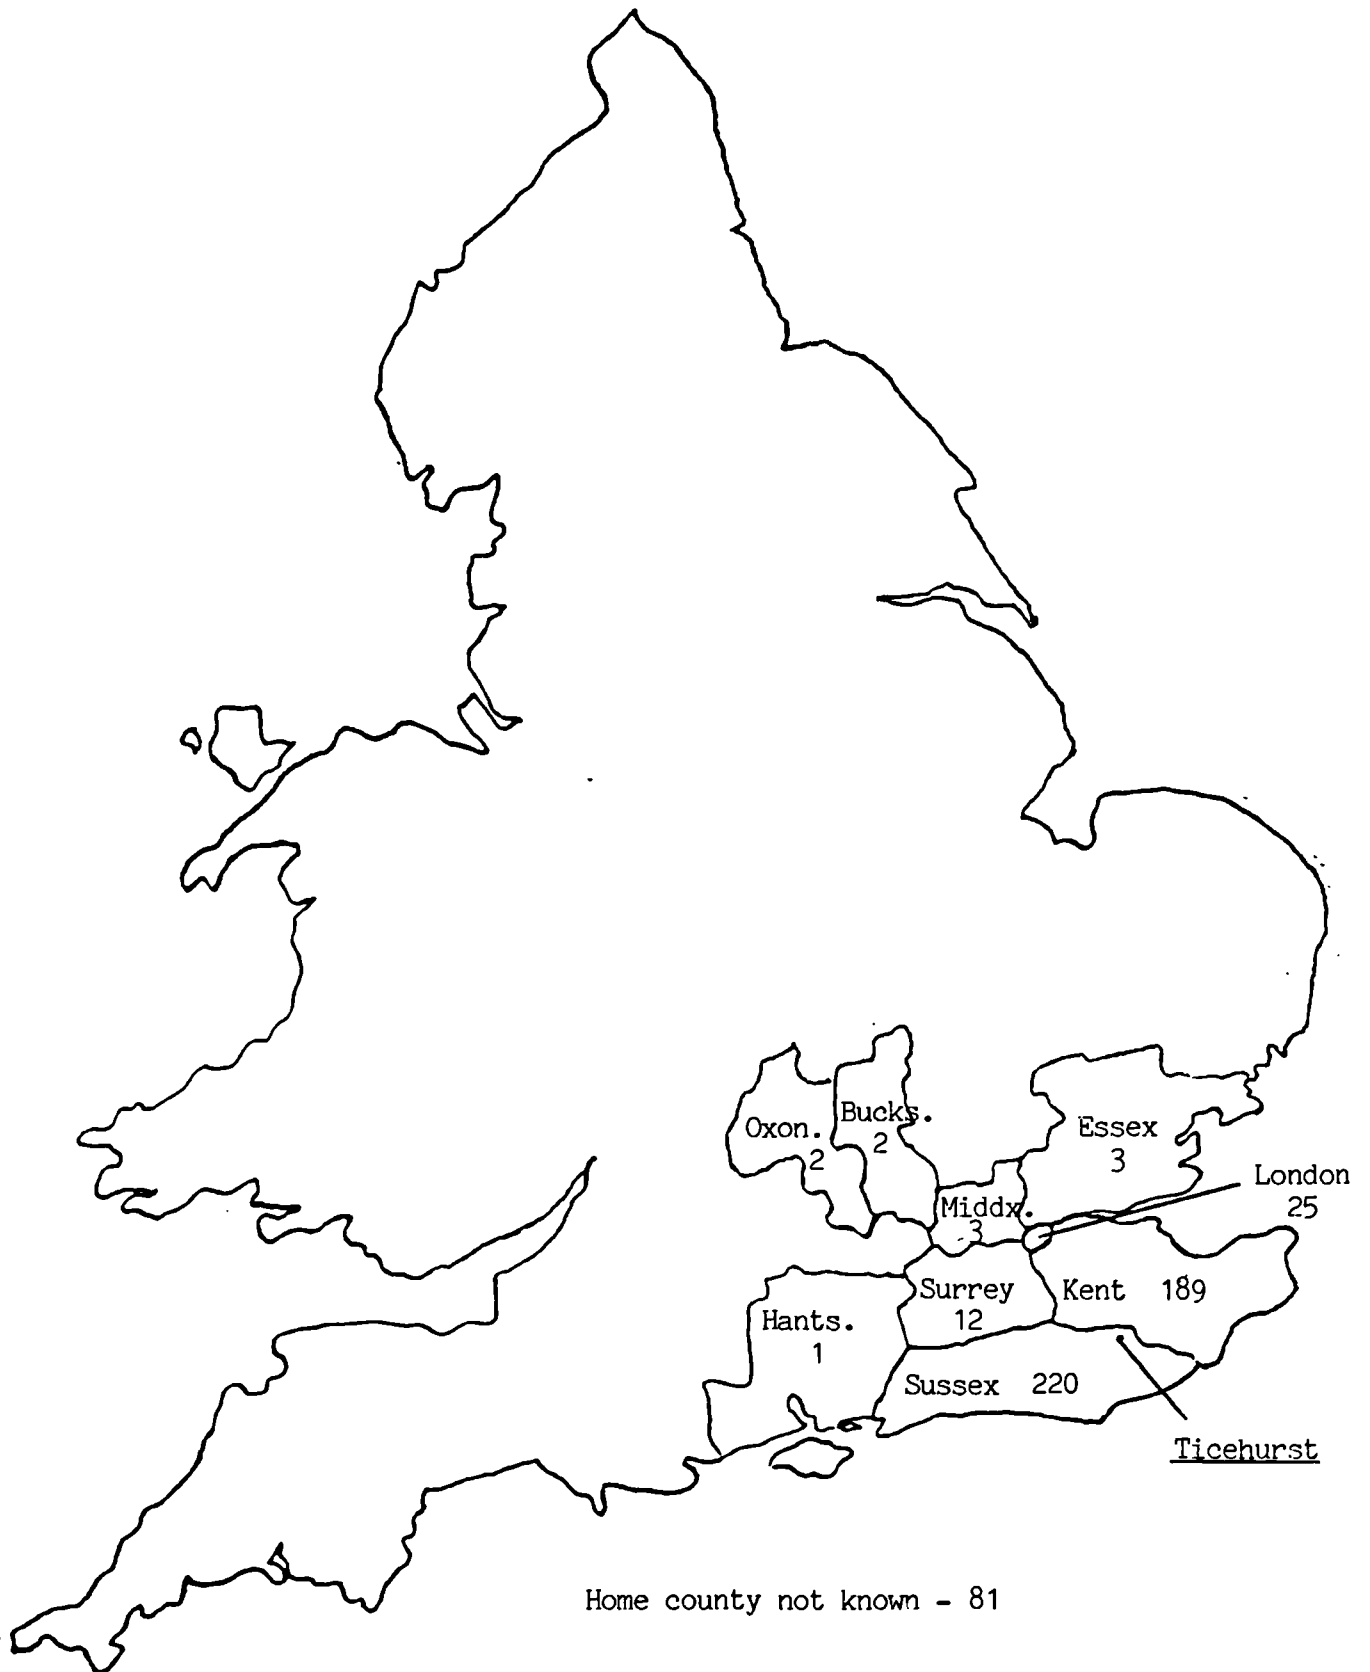 Oxon.
2
Bucks.
2
Essex
3
London
25
Middx.
3
Surrey
12
Kent 189
Hants.
1
Sussex 220
Ticehurst
Home county not known - 81